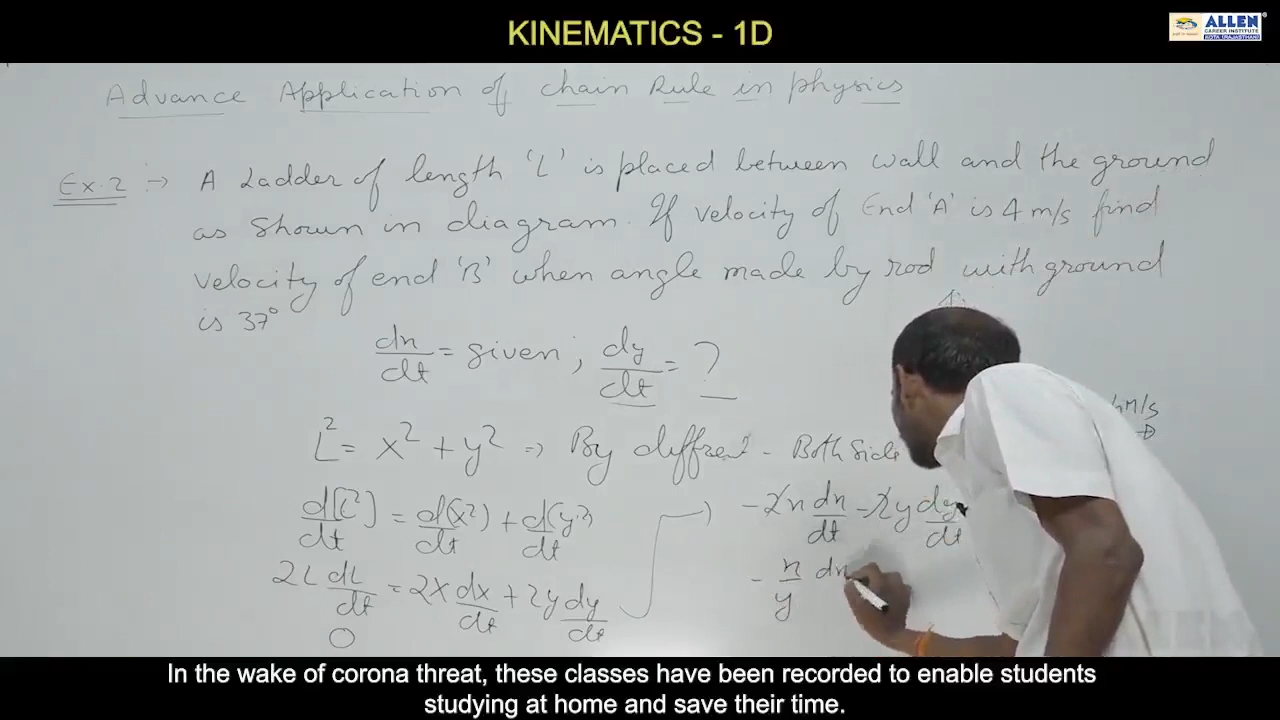 KINEMATICS - 1D
ALLEN
CAREER INSTITUTE
KOTA (RAJASTHAN)
Advance Application of chain Rule in physics
Ex.2 :→ A Ladder of length 'L' is placed between wall and the ground
as shown in diagram. If velocity of End 'A' is 4 m/s find
velocity of end 'B' when angle made by rod with ground
is 37°
dx/dt = given ; dy/dt = ?
L² = x² + y² ⇒ By differet - Both Side
d(L²)/dt = d(x²)/dt + d(y²)/dt
2L dL/dt = 2x dx/dt + 2y dy/dt
0
-2x dx/dt - 2y dy/dt
- x/y dx
m/s
In the wake of corona threat, these classes have been recorded to enable students
studying at home and save their time.